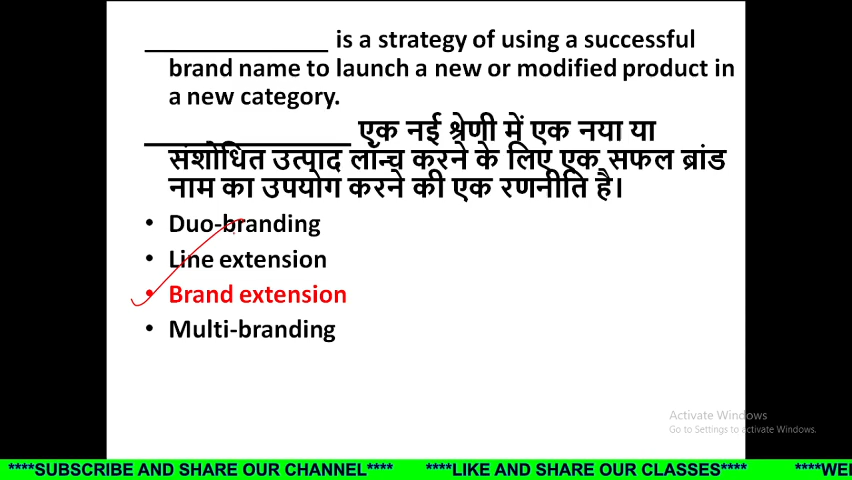 ______________ is a strategy of using a successful
brand name to launch a new or modified product in
a new category.
________________ एक नई श्रेणी में एक नया या
संशोधित उत्पाद लॉन्च करने के लिए एक सफल ब्रांड
नाम का उपयोग करने की एक रणनीति है।
• Duo-branding
• Line extension
• Brand extension
• Multi-branding
Activate Windows
Go to Settings to activate Windows.
****SUBSCRIBE AND SHARE OUR CHANNEL**** ****LIKE AND SHARE OUR CLASSES**** ****WEL